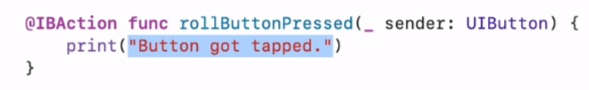 @IBAction func rollButtonPressed(_ sender: UIButton) {
    print("Button got tapped.")
}